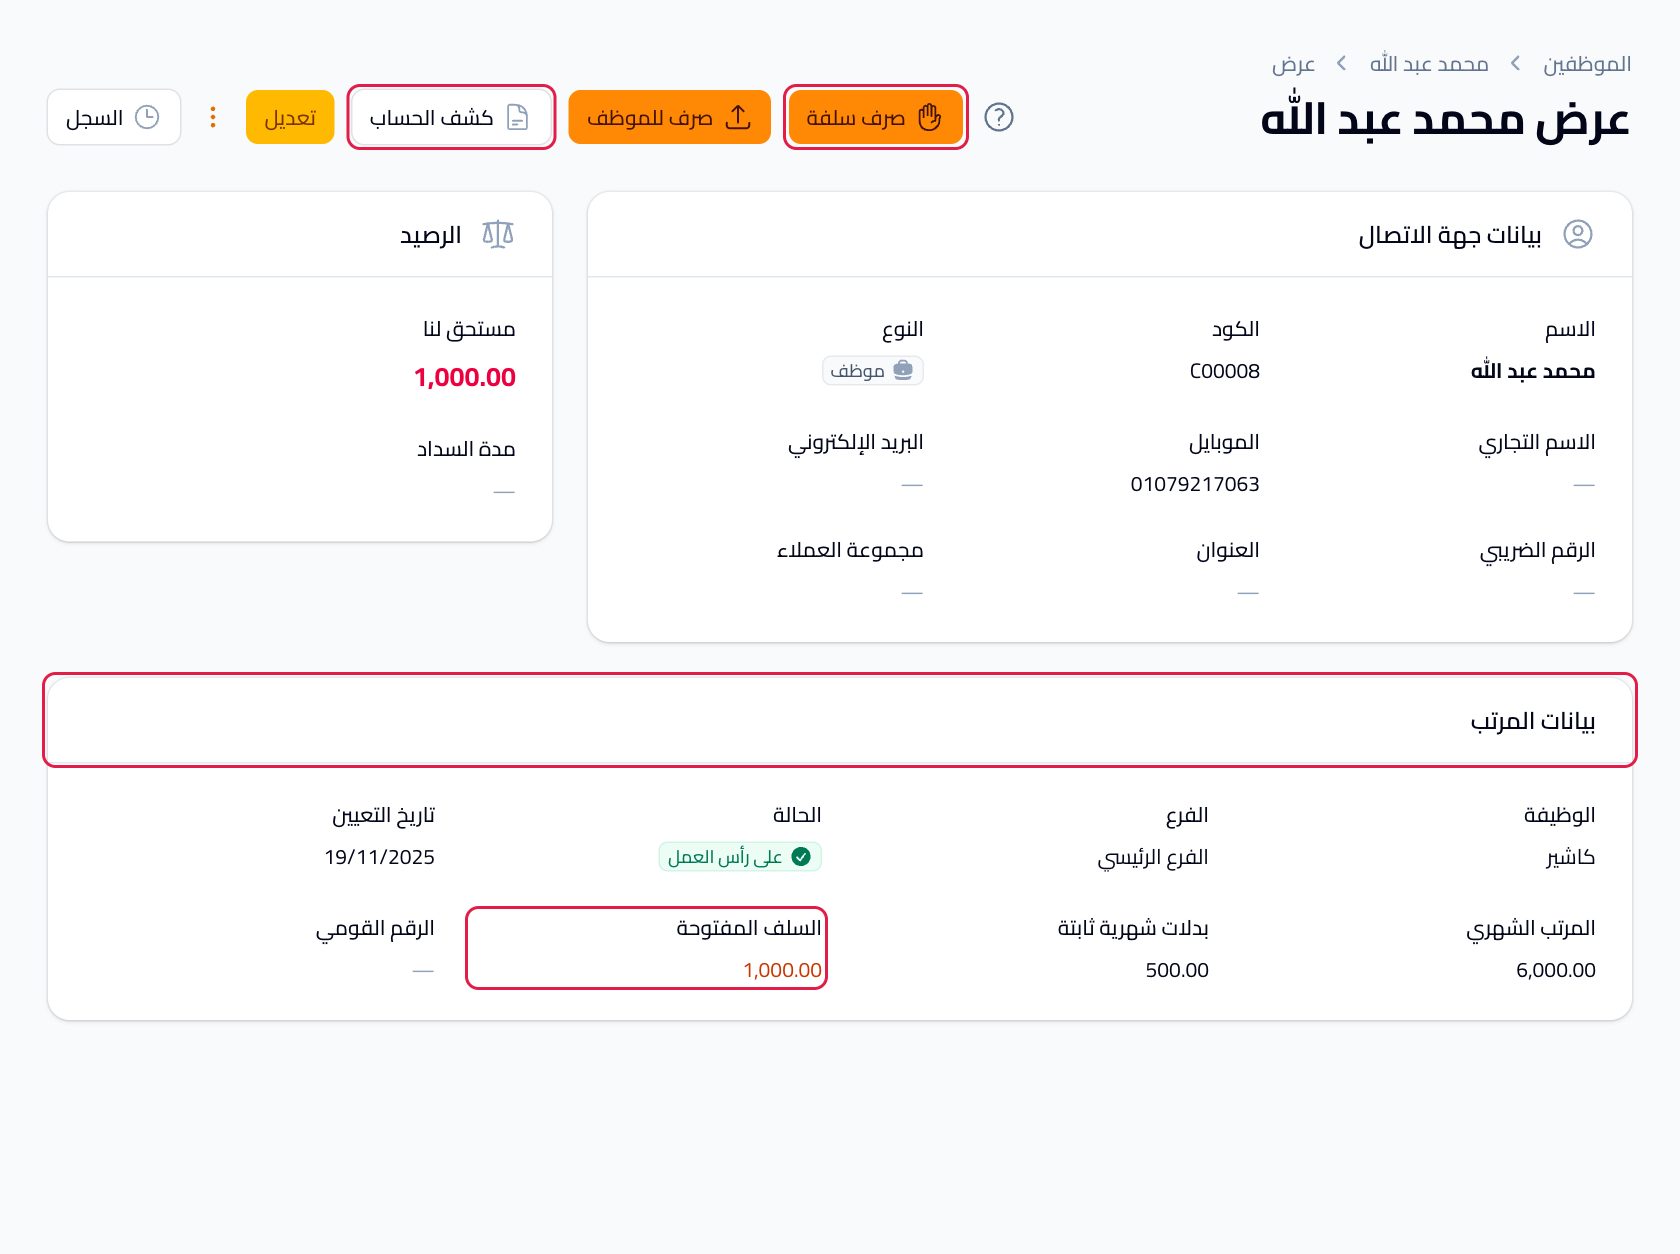 الموظفين
محمد عبد الله
عرض
عرض محمد عبد الله
صرف سلفة
صرف للموظف
كشف الحساب
تعديل
السجل
بيانات جهة الاتصال
الاسم
الكود
النوع
محمد عبد الله
C00008
موظف
الاسم التجاري
الموبايل
البريد الإلكتروني
—
01079217063
—
الرقم الضريبي
العنوان
مجموعة العملاء
—
—
—
الرصيد
مستحق لنا
1,000.00
مدة السداد
—
بيانات المرتب
الوظيفة
الفرع
الحالة
تاريخ التعيين
كاشير
الفرع الرئيسي
على رأس العمل
19/11/2025
المرتب الشهري
بدلات شهرية ثابتة
السلف المفتوحة
الرقم القومي
6,000.00
500.00
1,000.00
—